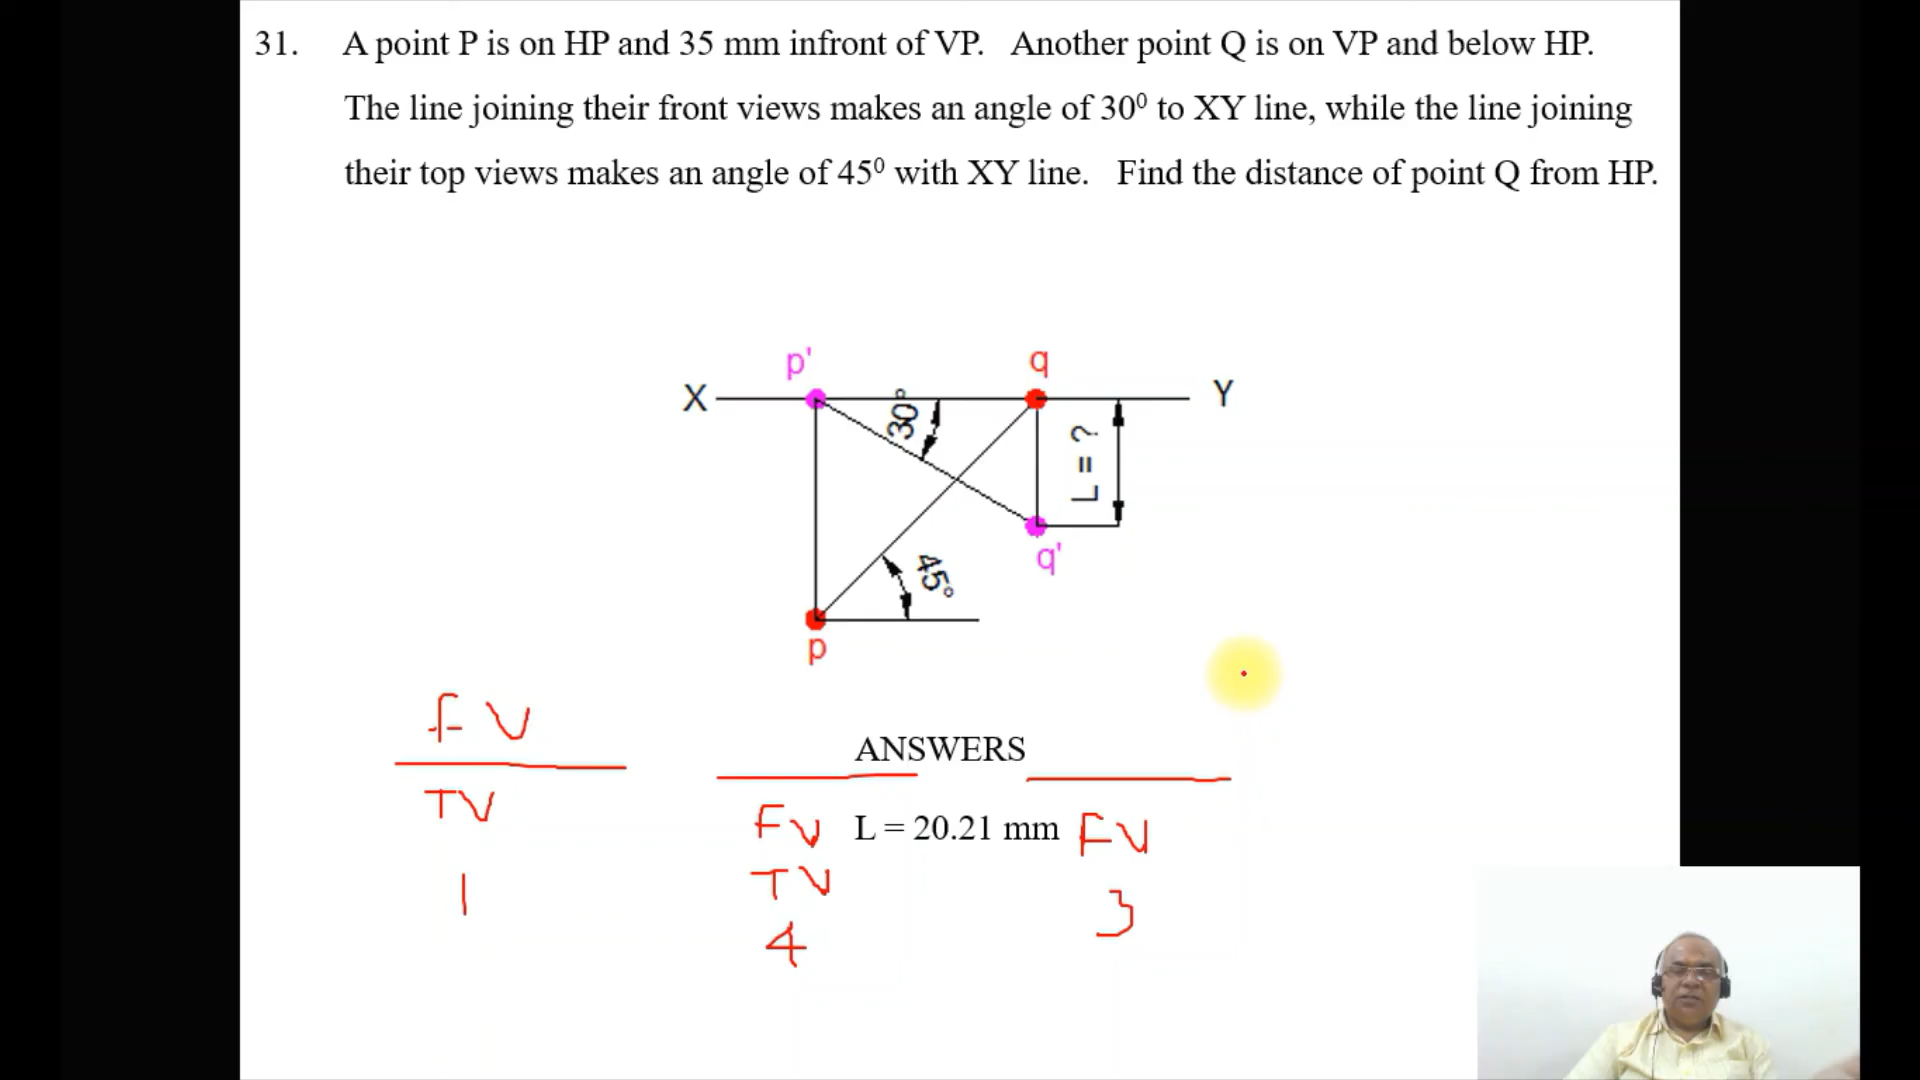 31. A point P is on HP and 35 mm infront of VP. Another point Q is on VP and below HP.
The line joining their front views makes an angle of 30⁰ to XY line, while the line joining
their top views makes an angle of 45⁰ with XY line. Find the distance of point Q from HP.
p' q
X Y
30°
L = ?
q'
45°
p
FV
TV
1
ANSWERS
L = 20.21 mm
FV
TV
4
FV
3